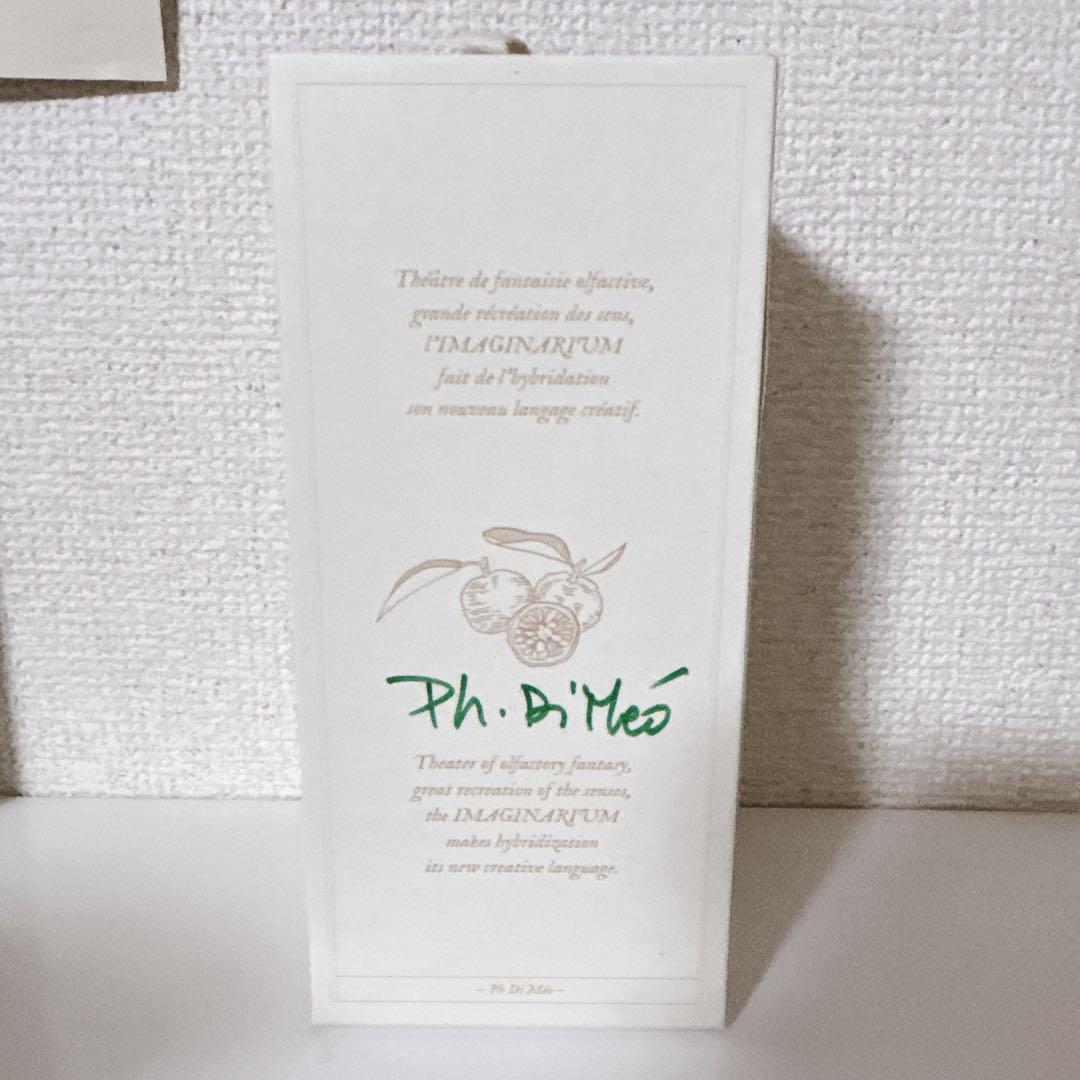 Théâtre de fantaisie olfactive,
grande récréation des sens,
l'IMAGINARIUM
fait de l'hybridation
son nouveau langage créatif.
Ph. Di Méo
Theater of olfactory fantasy,
great recreation of the senses,
the IMAGINARIUM
makes hybridization
its new creative language.
– Ph Di Méo –